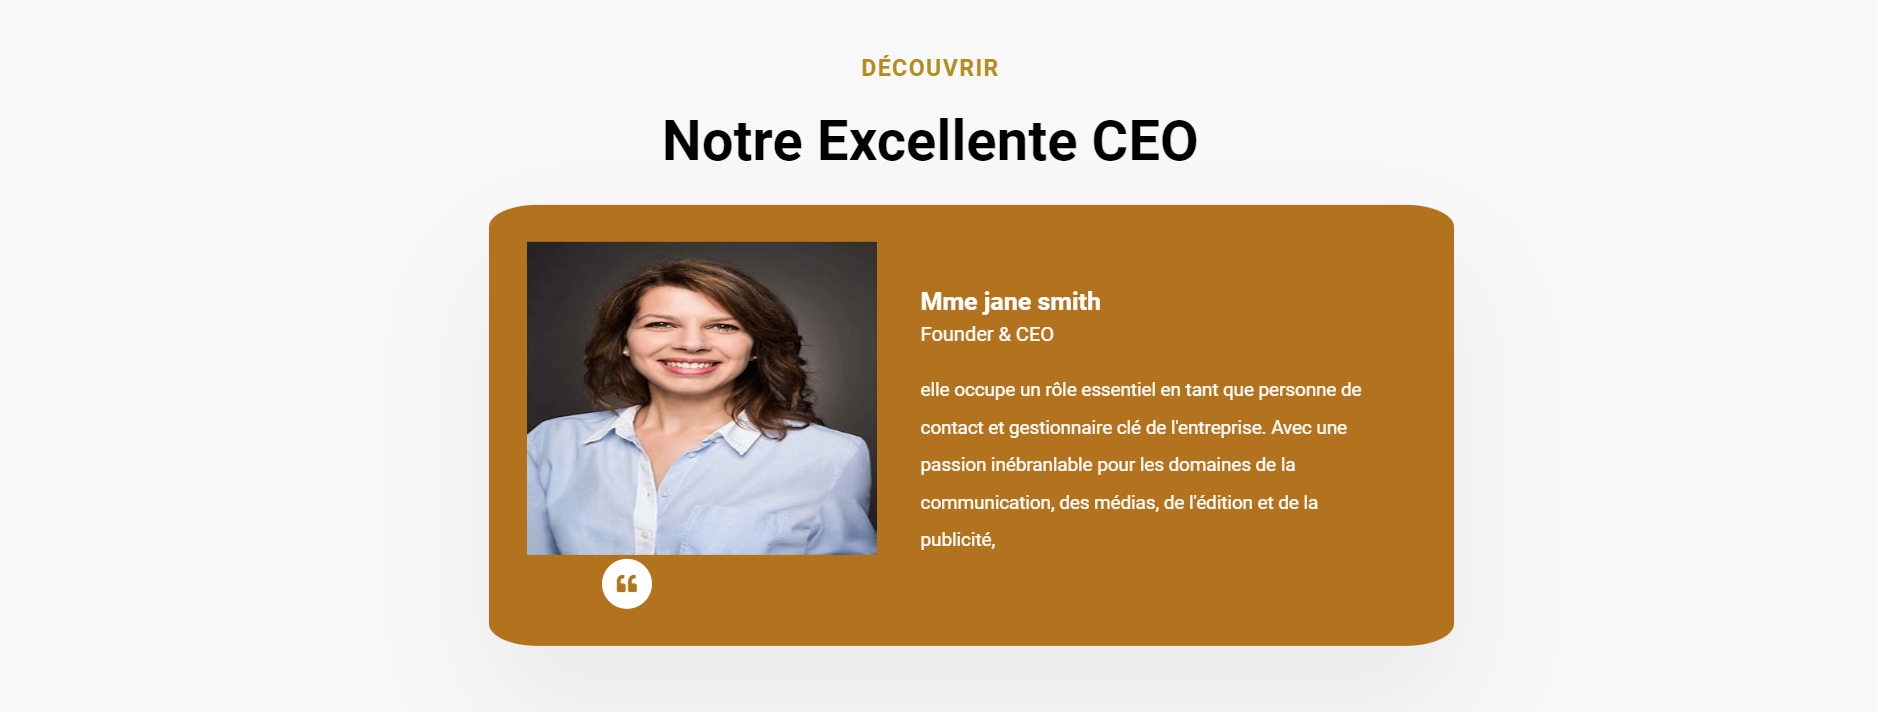 DÉCOUVRIR
Notre Excellente CEO
Mme jane smith
Founder & CEO
elle occupe un rôle essentiel en tant que personne de
contact et gestionnaire clé de l'entreprise. Avec une
passion inébranlable pour les domaines de la
communication, des médias, de l'édition et de la
publicité,